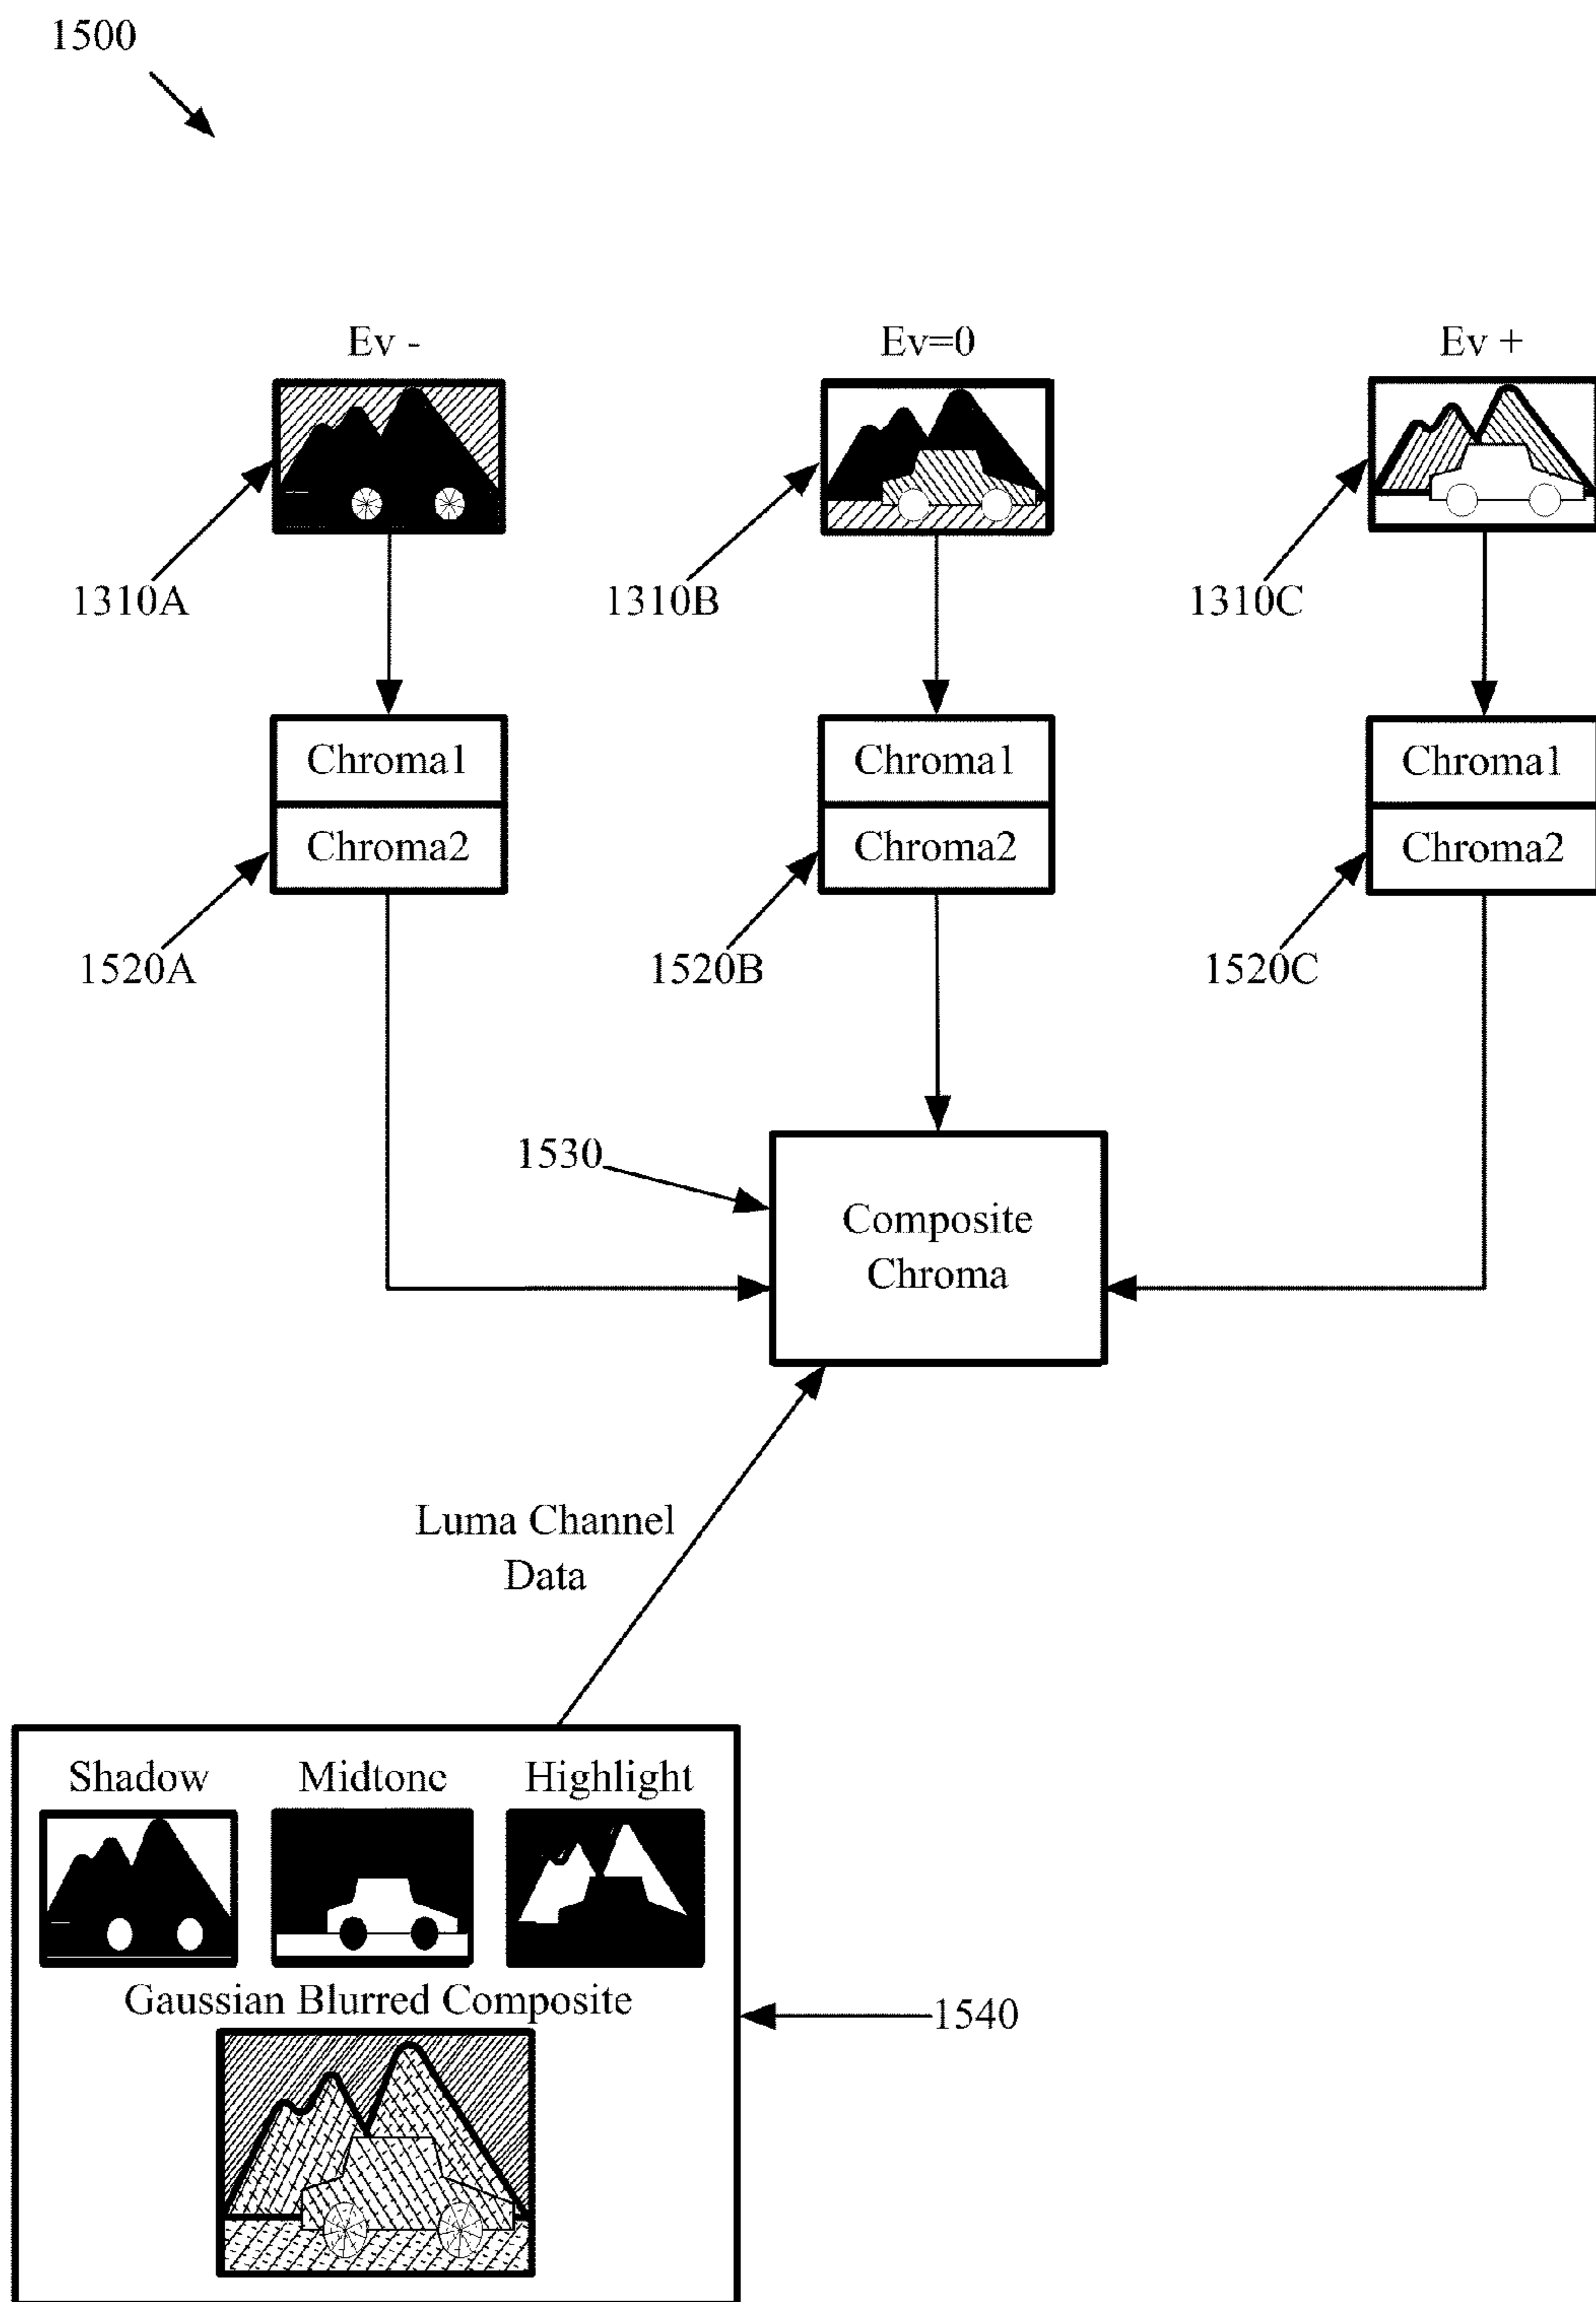 1500
Ev -
Ev=0
Ev +
1310A
1310B
1310C
Chroma1
Chroma1
Chroma1
Chroma2
Chroma2
Chroma2
1520A
1520B
1520C
1530
Composite
Chroma
Luma Channel
Data
Shadow
Midtone
Highlight
Gaussian Blurred Composite
1540